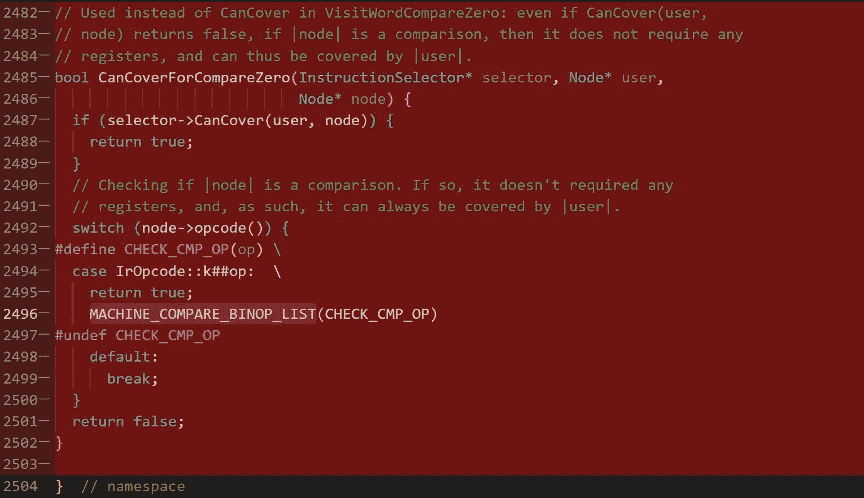 2482— // Used instead of CanCover in VisitWordCompareZero: even if CanCover(user,
2483— // node) returns false, if |node| is a comparison, then it does not require any
2484— // registers, and can thus be covered by |user|.
2485— bool CanCoverForCompareZero(InstructionSelector* selector, Node* user,
2486—                             Node* node) {
2487—   if (selector->CanCover(user, node)) {
2488—     return true;
2489—   }
2490—   // Checking if |node| is a comparison. If so, it doesn't required any
2491—   // registers, and, as such, it can always be covered by |user|.
2492—   switch (node->opcode()) {
2493— #define CHECK_CMP_OP(op) \
2494—   case IrOpcode::k##op:  \
2495—     return true;
2496—     MACHINE_COMPARE_BINOP_LIST(CHECK_CMP_OP)
2497— #undef CHECK_CMP_OP
2498—     default:
2499—       break;
2500—   }
2501—   return false;
2502— }
2503—
2504 }  // namespace